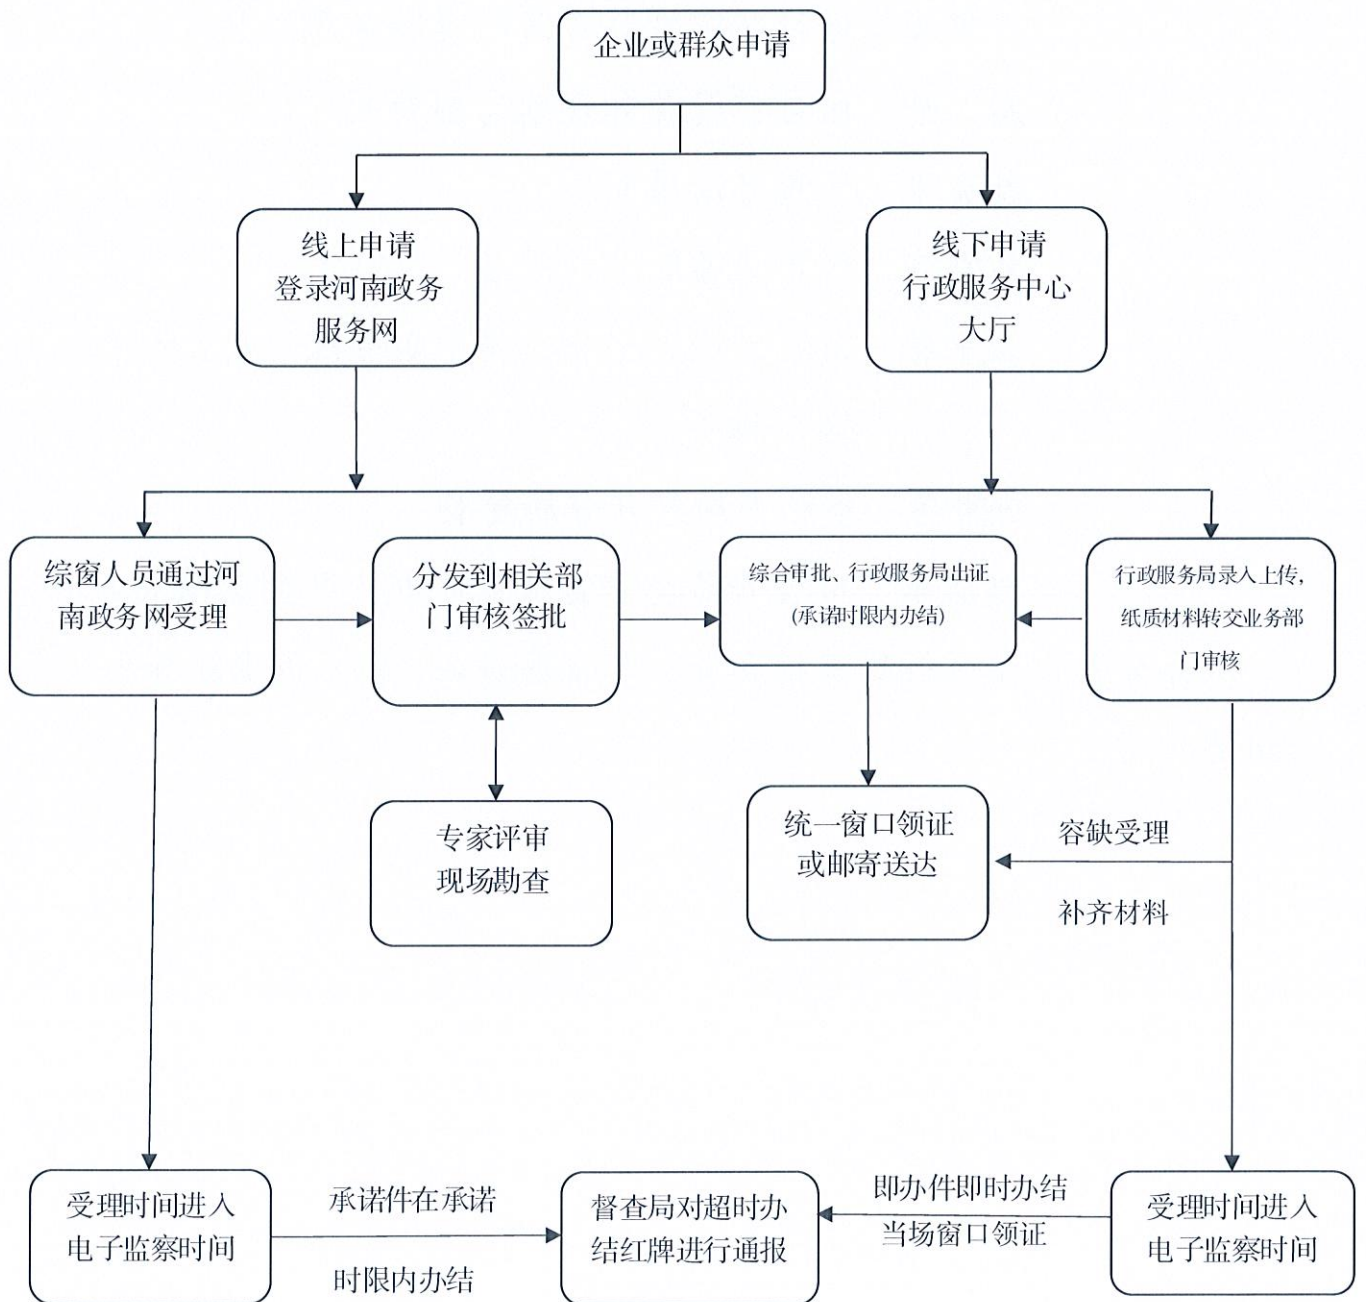 企业或群众申请
线上申请
登录河南政务
服务网
线下申请
行政服务中心
大厅
综窗人员通过河
南政务网受理
分发到相关部
门审核签批
综合审批、行政服务局出证
(承诺时限内办结)
行政服务局录入上传，
纸质材料转交业务部
门审核
专家评审
现场勘查
统一窗口领证
或邮寄送达
容缺受理
补齐材料
受理时间进入
电子监察时间
承诺件在承诺
时限内办结
督查局对超时办
结红牌进行通报
即办件即时办结
当场窗口领证
受理时间进入
电子监察时间